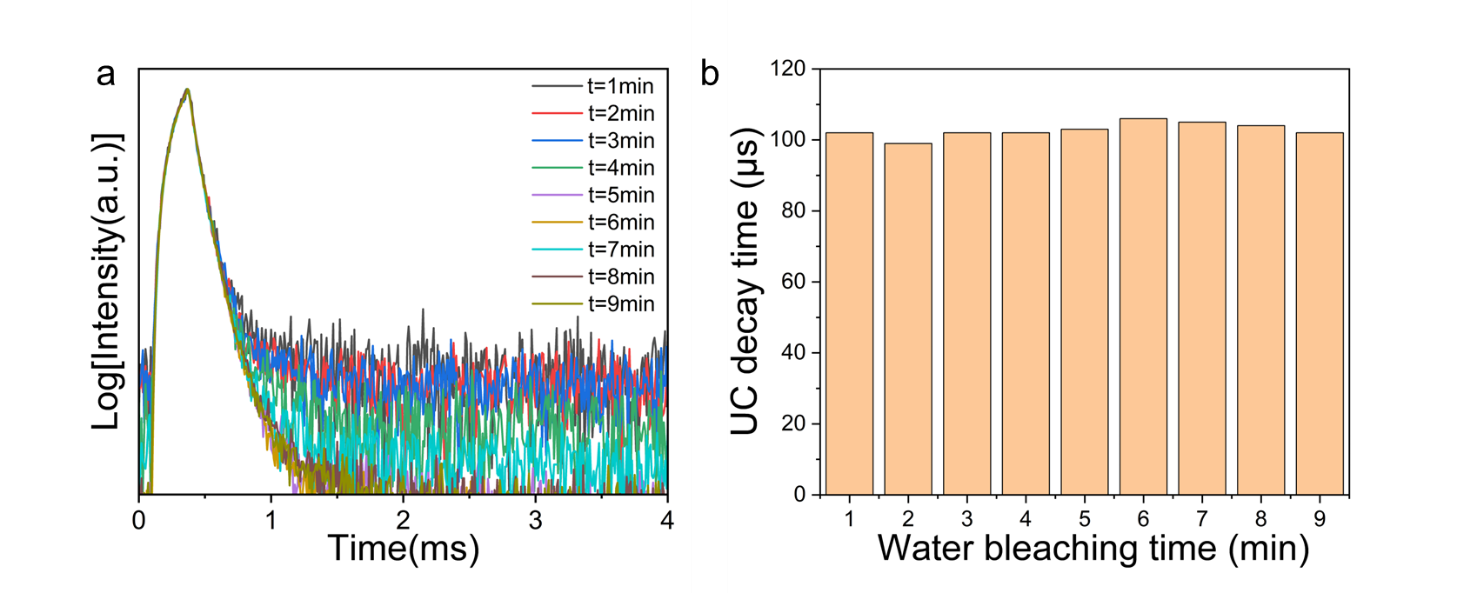 a
t=1min
t=2min
t=3min
t=4min
t=5min
t=6min
t=7min
t=8min
t=9min
Log[Intensity(a.u.)]
0 1 2 3 4
Time(ms)
b
120
100
80
60
40
20
0
UC decay time (μs)
1 2 3 4 5 6 7 8 9
Water bleaching time (min)